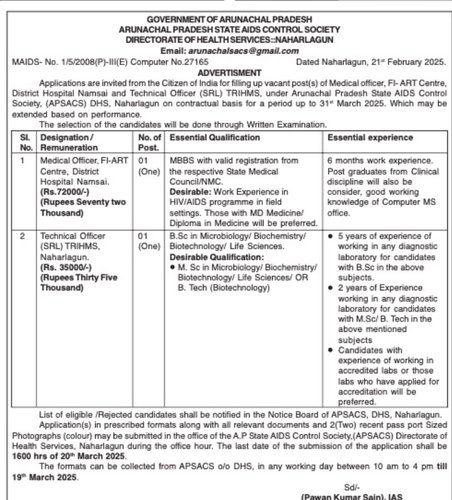 GOVERNMENT OF ARUNACHAL PRADESH
ARUNACHAL PRADESH STATE AIDS CONTROL SOCIETY
DIRECTORATE OF HEALTH SERVICES::NAHARLAGUN
Email: arunachalsacs@gmail.com
MAIDS- No. 1/5/2008(P)-III(E) Computer No.27165 Dated Naharlagun, 21st February 2025.
ADVERTISMENT
Applications are invited from the Citizen of India for filling up vacant post(s) of Medical officer, FI- ART Centre,
District Hospital Namsai and Technical Officer (SRL) TRIHMS, under Arunachal Pradesh State AIDS Control
Society, (APSACS) DHS, Naharlagun on contractual basis for a period up to 31st March 2025. Which may be
extended based on performance.
The selection of the candidates will be done through Written Examination.
Sl. No. Designation / Remuneration No. of Post. Essential Qualification Essential experience
1 Medical Officer, FI-ART
Centre, District
Hospital Namsai.
(Rs.72000/-)
(Rupees Seventy two
Thousand)
01
(One)
MBBS with valid registration from
the respective State Medical
Council/NMC.
Desirable: Work Experience in
HIV/AIDS programme in field
settings. Those with MD Medicine/
Diploma in Medicine will be preferred.
6 months work experience.
Post graduates from Clinical
discipline will also be
consider, good working
knowledge of Computer MS
office.
2 Technical Officer
(SRL) TRIHMS,
Naharlagun.
(Rs. 35000/-)
(Rupees Thirty Five
Thousand)
01
(One)
B.Sc in Microbiology/ Biochemistry/
Biotechnology/ Life Sciences.
Desirable Qualification:
● M. Sc in Microbiology/ Biochemistry/
Biotechnology/ Life Sciences/ OR
B. Tech (Biotechnology)
● 5 years of experience of
working in any diagnostic
laboratory for candidates
with B.Sc in the above
subjects.
● 2 years of Experience
working in any diagnostic
laboratory for candidates
with M.Sc/ B. Tech in the
above mentioned
subjects
● Candidates with
experience of working in
accredited labs or those
labs who have applied for
accreditation will be
preferred.
List of eligible /Rejected candidates shall be notified in the Notice Board of APSACS, DHS, Naharlagun.
Application(s) in prescribed formats along with all relevant documents and 2(Two) recent pass port Sized
Photographs (colour) may be submitted in the office of the A.P State AIDS Control Society,(APSACS) Directorate of
Health Services, Naharlagun during the office hour. The last date of the submission of the application shall be
1600 hrs of 20th March 2025.
The formats can be collected from APSACS o/o DHS, in any working day between 10 am to 4 pm till
19th March 2025.
Sd/-
(Pawan Kumar Sain), IAS